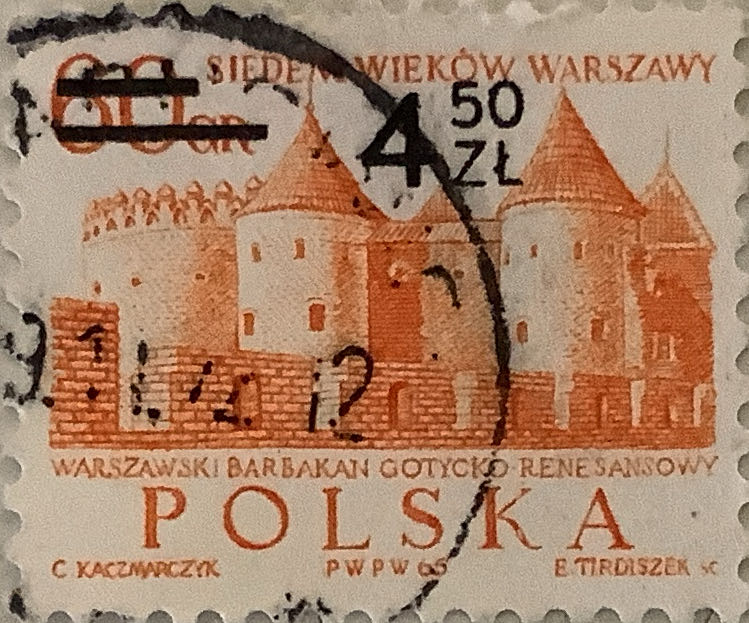 60 GR SIEDEM WIEKÓW WARSZAWY
4 50 ZŁ
WARSZAWSKI BARBAKAN GOTYCKO-RENESANSOWY
POLSKA
C. KACZMARCZYK PWPW 65 E. TIRDISZEK sc